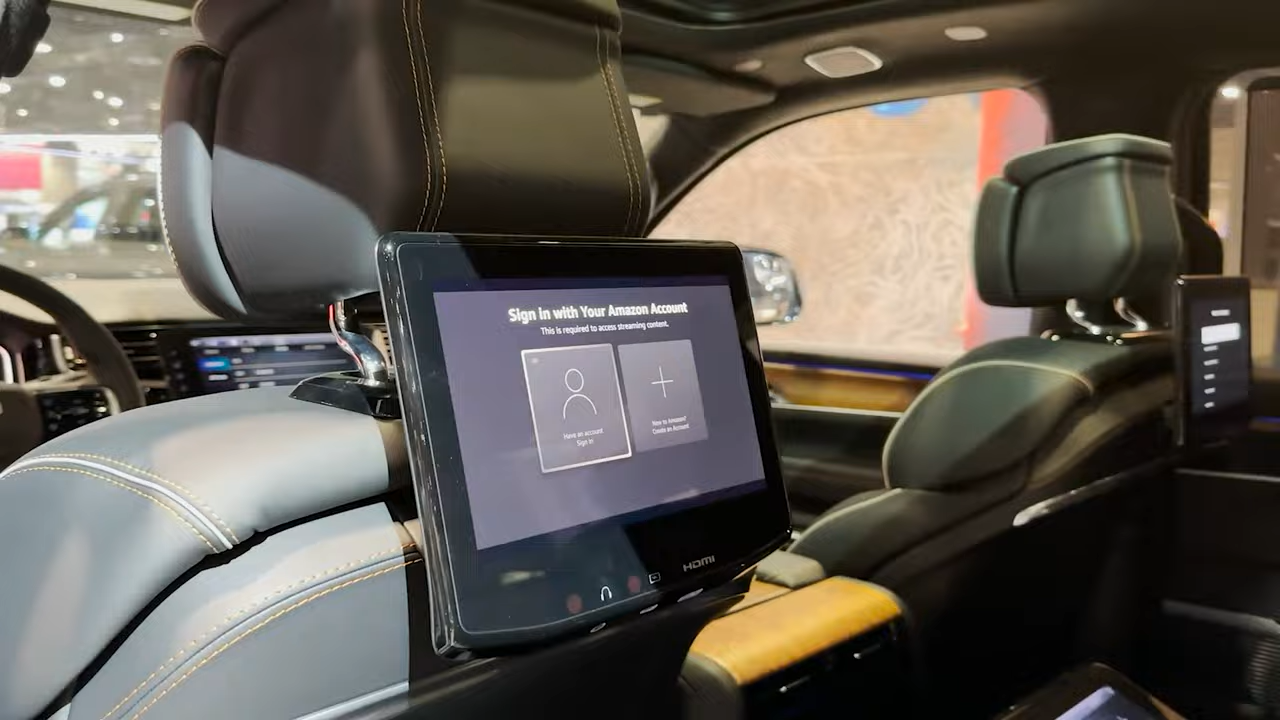 Sign in with Your Amazon Account
This is required to access streaming content.
Have an account
Sign in
New to Amazon?
Create an Account
HDMI